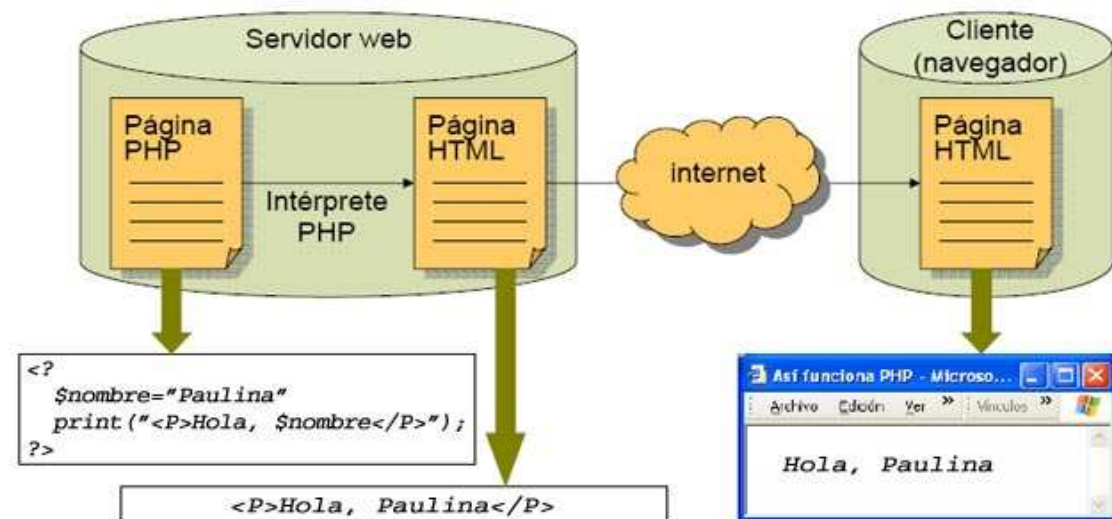 Servidor web
Cliente
(navegador)
Página
PHP
Intérprete
PHP
Página
HTML
internet
Página
HTML
<?
$nombre="Paulina"
print("<P>Hola, $nombre</P>");
?>
<P>Hola, Paulina</P>
Así funciona PHP - Microso...
Archivo Edición Ver » Vínculos »
Hola, Paulina